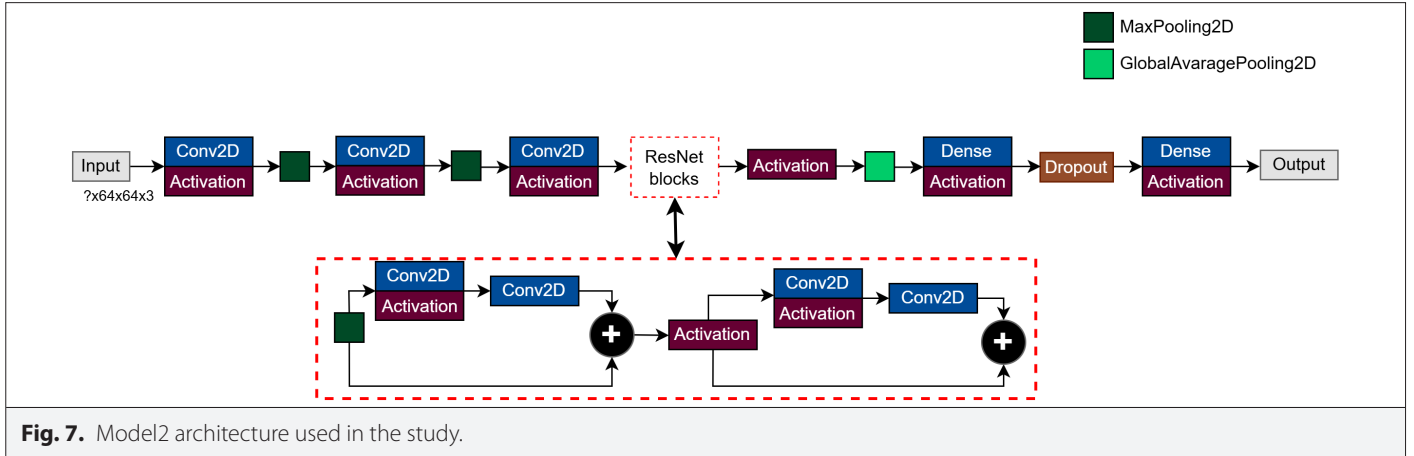 MaxPooling2D
GlobalAvaragePooling2D
Input
?x64x64x3
Conv2D
Activation
Conv2D
Activation
Conv2D
Activation
ResNet
blocks
Activation
Dense
Activation
Dropout
Dense
Activation
Output
Conv2D
Activation
Conv2D
+
Activation
Conv2D
Activation
Conv2D
+
Fig. 7. Model2 architecture used in the study.